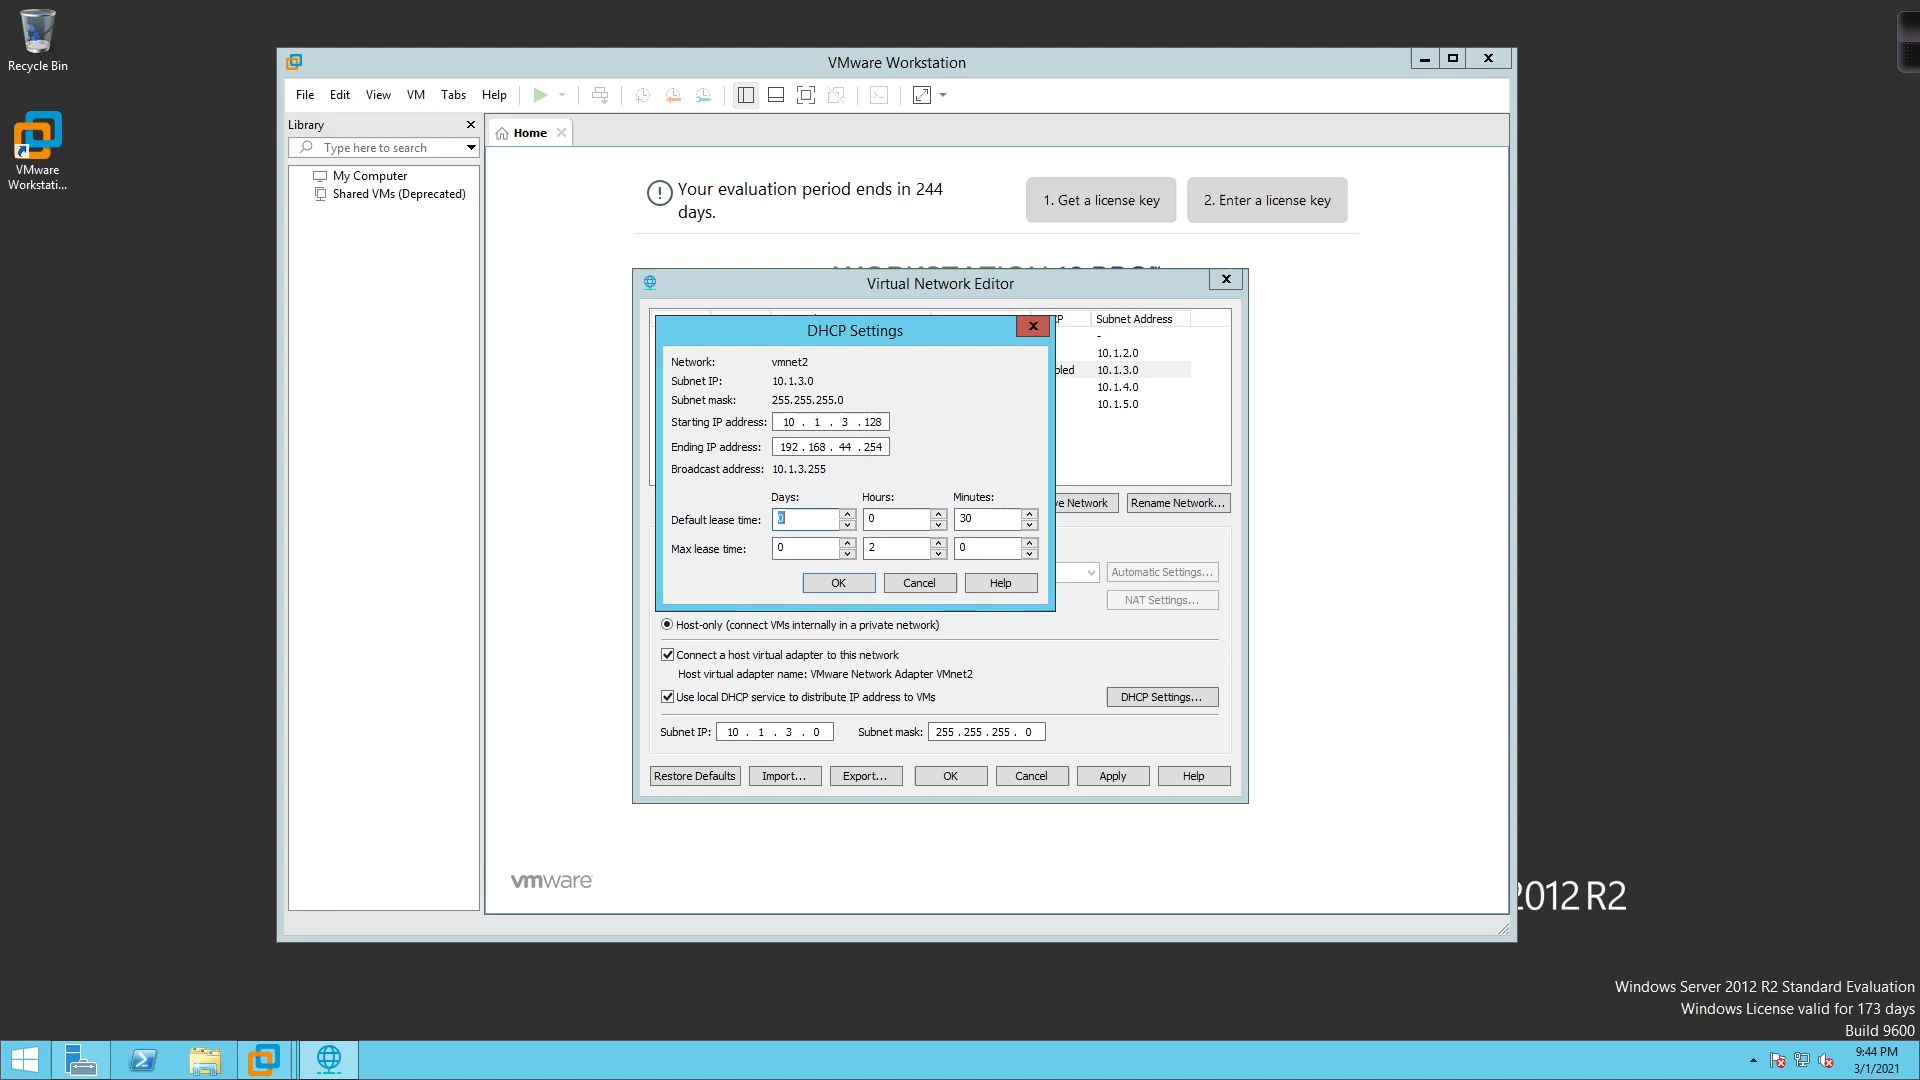 Recycle Bin
VMware
Workstati...
VMware Workstation
File Edit View VM Tabs Help
Library
Type here to search
My Computer
Shared VMs (Deprecated)
Home
Your evaluation period ends in 244
days.
1. Get a license key
2. Enter a license key
Virtual Network Editor
Subnet Address
-
10.1.2.0
10.1.3.0
10.1.4.0
10.1.5.0
DHCP Settings
Network: vmnet2
Subnet IP: 10.1.3.0
Subnet mask: 255.255.255.0
Starting IP address: 10 . 1 . 3 . 128
Ending IP address: 192 . 168 . 44 . 254
Broadcast address: 10.1.3.255
Days: Hours: Minutes:
Default lease time: 0 0 30
Max lease time: 0 2 0
OK Cancel Help
Network
Rename Network...
Automatic Settings...
NAT Settings...
Host-only (connect VMs internally in a private network)
Connect a host virtual adapter to this network
Host virtual adapter name: VMware Network Adapter VMnet2
Use local DHCP service to distribute IP address to VMs
DHCP Settings...
Subnet IP: 10 . 1 . 3 . 0 Subnet mask: 255 . 255 . 255 . 0
Restore Defaults Import... Export... OK Cancel Apply Help
vmware
2012 R2
Windows Server 2012 R2 Standard Evaluation
Windows License valid for 173 days
Build 9600
9:44 PM
3/1/2021